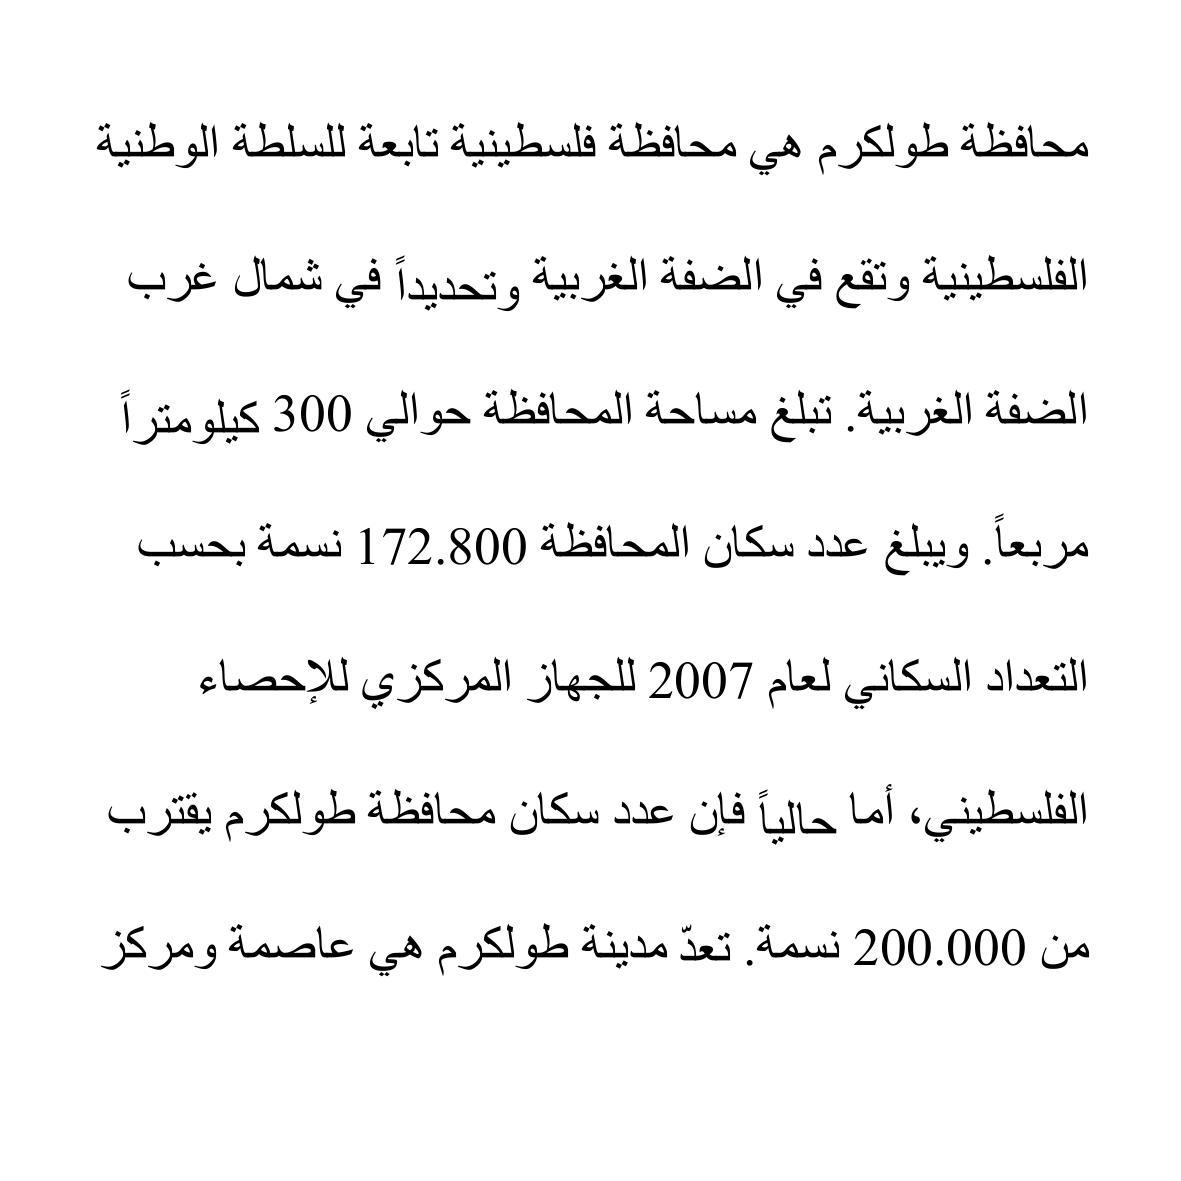 محافظة طولكرم هي محافظة فلسطينية تابعة للسلطة الوطنية
الفلسطينية وتقع في الضفة الغربية وتحديداً في شمال غرب
الضفة الغربية. تبلغ مساحة المحافظة حوالي 300 كيلومتراً
مربعاً. ويبلغ عدد سكان المحافظة 172.800 نسمة بحسب
التعداد السكاني لعام 2007 للجهاز المركزي للإحصاء
الفلسطيني، أما حالياً فإن عدد سكان محافظة طولكرم يقترب
من 200.000 نسمة. تعدّ مدينة طولكرم هي عاصمة ومركز